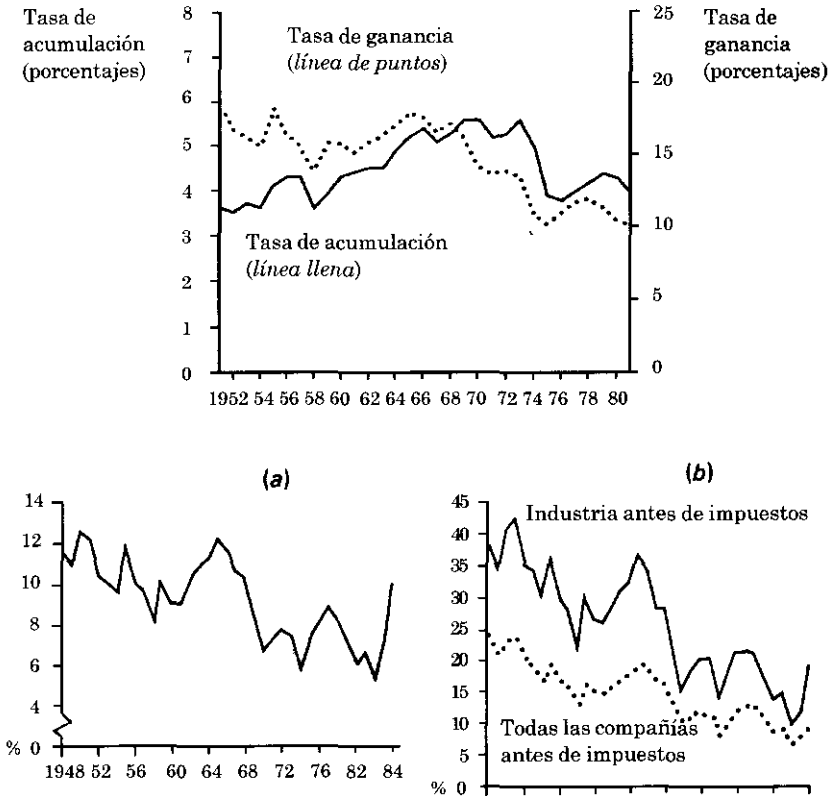 Tasa de
acumulación
(porcentajes)
8
7
6
5
4
3
2
1
0
Tasa de ganancia
(línea de puntos)
Tasa de acumulación
(línea llena)
25
20
15
10
5
0
Tasa de
ganancia
(porcentajes)
1952 54 56 58 60 62 64 66 68 70 72 74 76 78 80
(a)
14
12
10
8
6
4
% 0
1948 52 56 60 64 68 72 76 82 84
(b)
45
40
35
30
25
20
15
10
5
% 0
Industria antes de impuestos
Todas las compañías
antes de impuestos